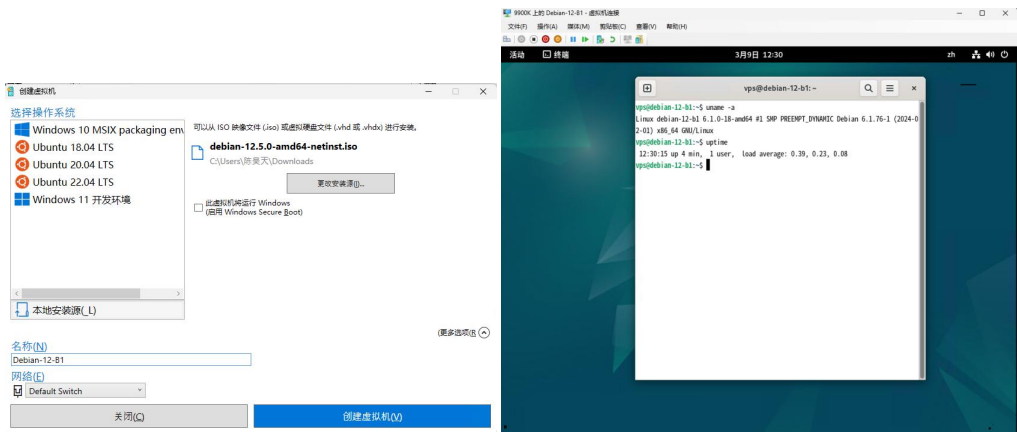 创建虚拟机
选择操作系统
Windows 10 MSIX packaging env
Ubuntu 18.04 LTS
Ubuntu 20.04 LTS
Ubuntu 22.04 LTS
Windows 11 开发环境
本地安装源(_L)
可以从 ISO 映像文件 (.iso) 或虚拟硬盘文件 (.vhd 或 .vhdx) 进行安装。
debian-12.5.0-amd64-netinst.iso
C:\Users\陈昊天\Downloads
更改安装源(I)...
此虚拟机将运行 Windows
(启用 Windows Secure Boot)
(更多选项(R
名称(N)
Debian-12-B1
网络(E)
Default Switch
关闭(C)
创建虚拟机(V)
9900K 上的 Debian-12-B1 - 虚拟机连接
文件(F) 操作(A) 媒体(M) 剪贴板(C) 查看(V) 帮助(H)
活动 终端 3月9日 12:30 zh
vps@debian-12-b1: ~
vps@debian-12-b1:~$ uname -a
Linux debian-12-b1 6.1.0-18-amd64 #1 SMP PREEMPT_DYNAMIC Debian 6.1.76-1 (2024-0
2-01) x86_64 GNU/Linux
vps@debian-12-b1:~$ uptime
12:30:15 up 4 min, 1 user, load average: 0.39, 0.23, 0.08
vps@debian-12-b1:~$